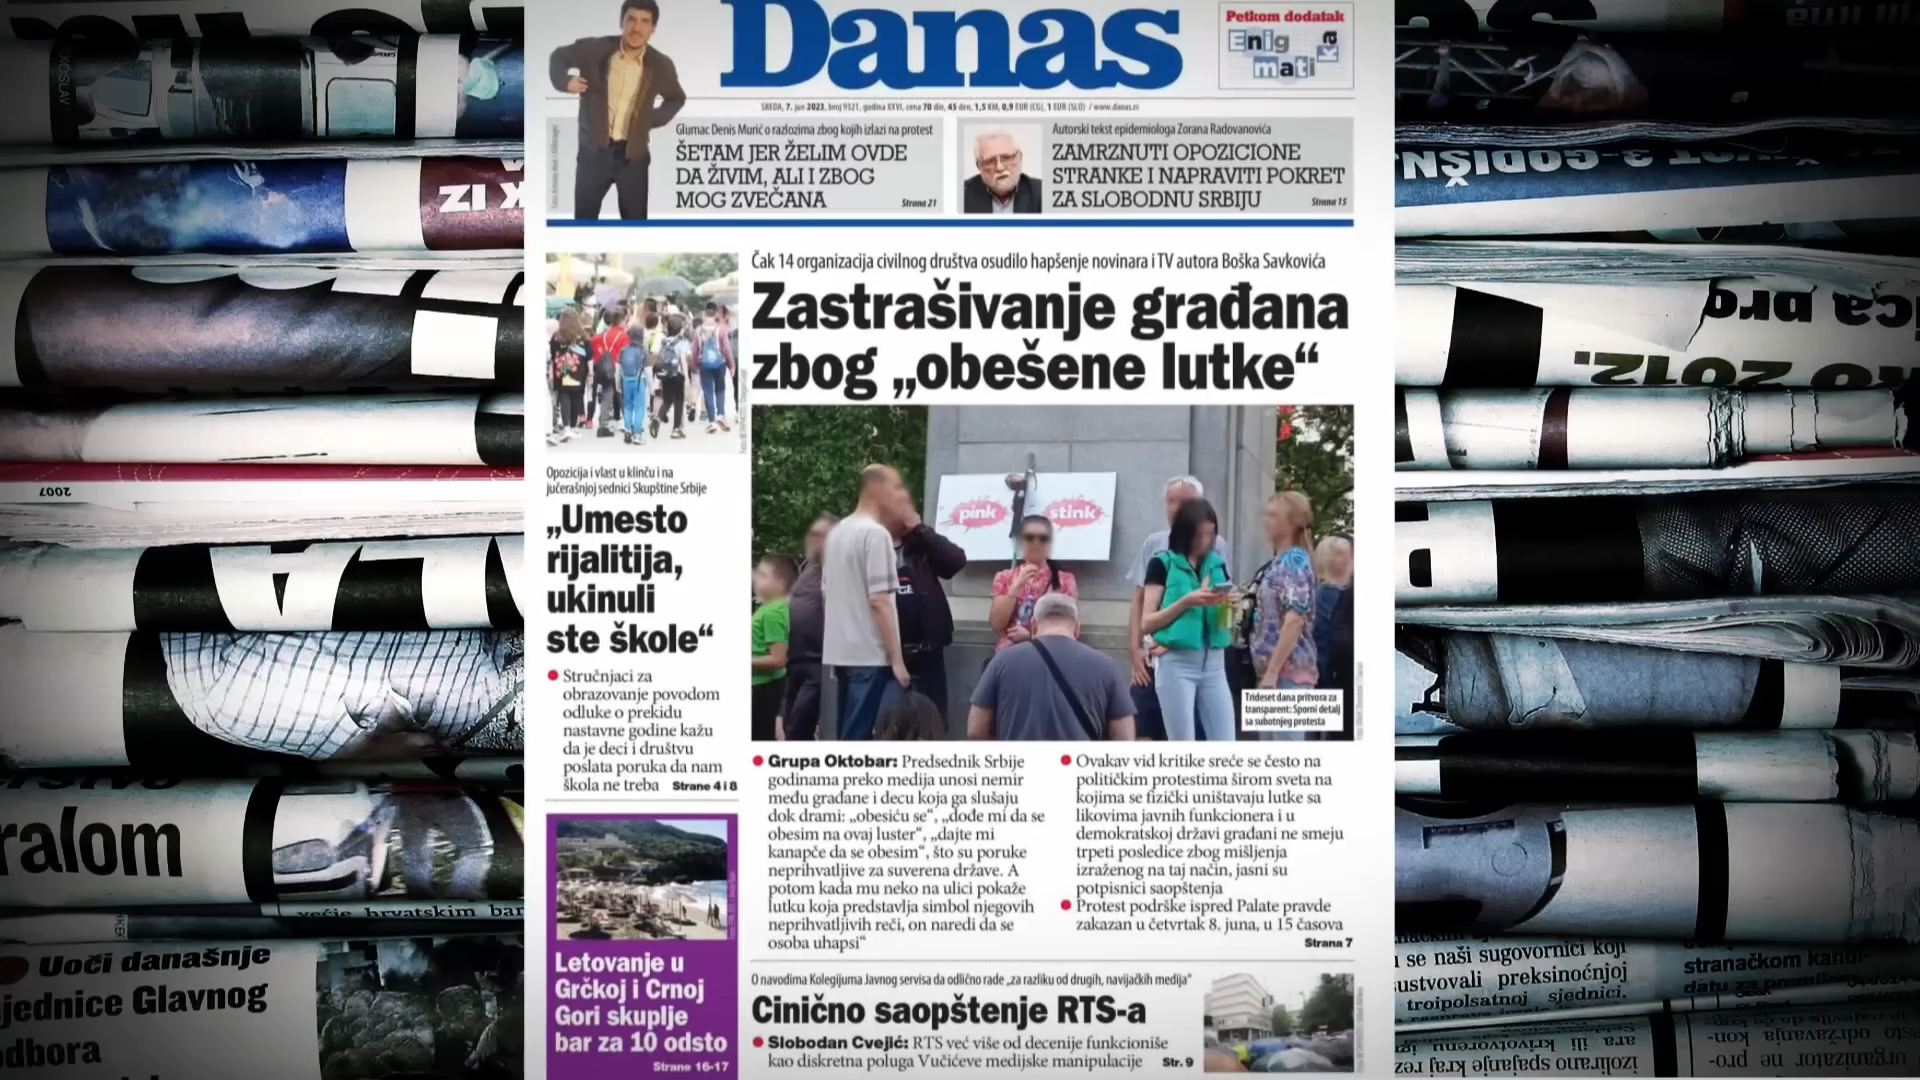 Danas
Petkom dodatak
Enig
mati
ka
SREDA, 7. jun 2023, broj 9321, godina XXVI, cena 70 din, 45 den, 1,5 KM, 0,9 EUR (CG), 1 EUR (SLO) / www.danas.rs
Glumac Denis Murić o razlozima zbog kojih izlazi na protest
ŠETAM JER ŽELIM OVDE
DA ŽIVIM, ALI I ZBOG
MOG ZVEČANA
Strana 21
Autorski tekst epidemiologa Zorana Radovanovića
ZAMRZNUTI OPOZICIONE
STRANKE I NAPRAVITI POKRET
ZA SLOBODNU SRBIJU
Strana 15
Čak 14 organizacija civilnog društva osudilo hapšenje novinara i TV autora Boška Savkovića
Zastrašivanje građana
zbog „obešene lutke“
pink
stink
Trideset dana pritvora za
transparent: Sporni detalj
sa subotnjeg protesta
Opozicija i vlast u klinču i na
jučerašnjoj sednici Skupštine Srbije
„Umesto
rijalitija,
ukinuli
ste škole“
Stručnjaci za
obrazovanje povodom
odluke o prekidu
nastavne godine kažu
da je deci i društvu
poslata poruka da nam
škola ne treba Strane 4 i 8
Grupa Oktobar: Predsednik Srbije
godinama preko medija unosi nemir
među građane i decu koja ga slušaju
dok drami: „obesiću se“, „dođe mi da se
obesim na ovaj luster“, „dajte mi
kanapče da se obesim“, što su poruke
neprihvatljive za suverena države. A
potom kada mu neko na ulici pokaže
lutku koja predstavlja simbol njegovih
neprihvatljivih reči, on naredi da se
osoba uhapsi“
Ovakav vid kritike sreće se često na
političkim protestima širom sveta na
kojima se fizički uništavaju lutke sa
likovima javnih funkcionera i u
demokratskoj državi građani ne smeju
trpeti posledice zbog mišljenja
izraženog na taj način, jasni su
potpisnici saopštenja
Protest podrške ispred Palate pravde
zakazan u četvrtak 8. juna, u 15 časova
Strana 7
Letovanje u
Grčkoj i Crnoj
Gori skuplje
bar za 10 odsto
Strane 16-17
O navodima Kolegijuma Javnog servisa da odlično rade „za razliku od drugih, navijačkih medija“
Cinično saopštenje RTS-a
Slobodan Cvejić: RTS već više od decenije funkcioniše
kao diskretna poluga Vučićeve medijske manipulacije Str. 9
IZ
2007
ralom
hrvatskim
Uoči današnje
jednice Glavnog
odbora
2012.
se naši sugovornici koji
preksinoćnjoj
troipolsatnoj sjednici,
stranačkom